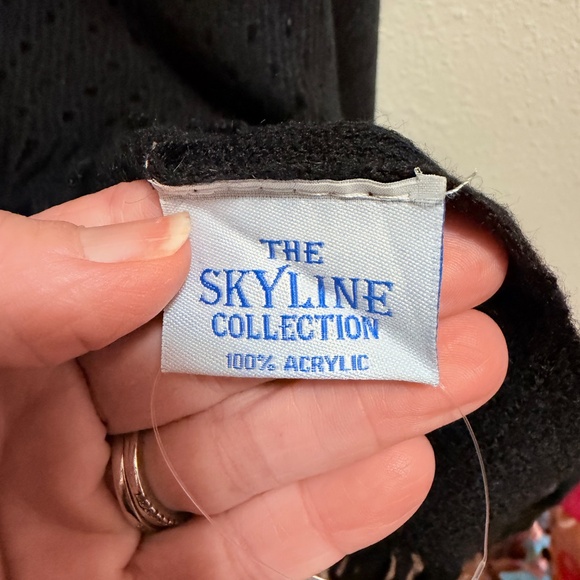 THE
SKYLINE
COLLECTION
100% ACRYLIC